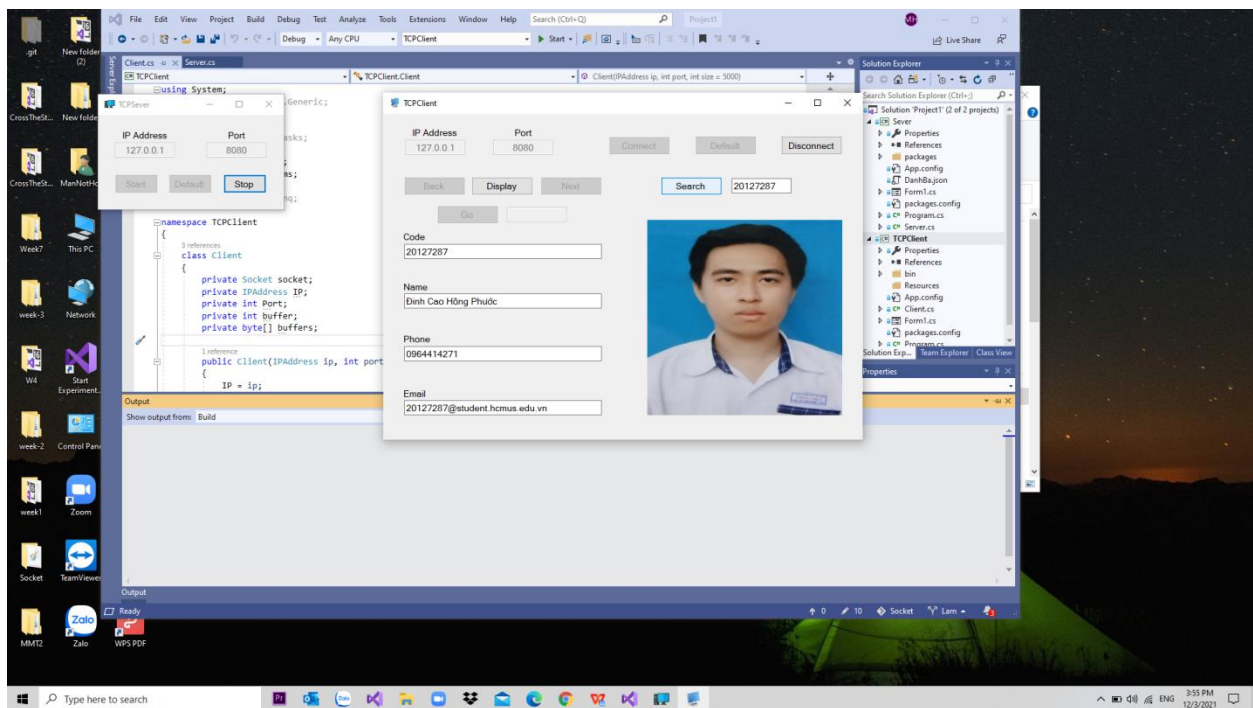 .git
New folder (2)
CrossTheSt...
New folde
CrossTheSt...
ManNotHo
Week7
This PC
week-3
Network
W4
Start Experiment.
week-2
Control Pan
week1
Zoom
Socket
TeamViewer
MMT2
Zalo
WPS PDF
File Edit View Project Build Debug Test Analyze Tools Extensions Window Help Search (Ctrl+Q) Project1
MH
Debug Any CPU TCPClient Start Live Share
Client.cs Server.cs
TCPClient TCPClient.Client Client(IPAddress ip, int port, int size = 5000)
using System;
.Generic;
asks;
;
ms;
nq;
namespace TCPClient
{
3 references
class Client
{
private Socket socket;
private IPAddress IP;
private int Port;
private int buffer;
private byte[] buffers;
1 reference
public Client(IPAddress ip, int port
{
IP = ip;
TCPSever
IP Address Port
127.0.0.1 8080
Start Default Stop
TCPClient
IP Address Port
127.0.0.1 8080 Connect Default Disconnect
Back Display Next Search 20127287
Go
Code
20127287
Name
Đinh Cao Hồng Phước
Phone
0964414271
Email
20127287@student.hcmus.edu.vn
Solution Explorer
Search Solution Explorer (Ctrl+;)
Solution 'Project1' (2 of 2 projects)
Sever
Properties
References
packages
App.config
DanhBa.json
Form1.cs
packages.config
Program.cs
Server.cs
TCPClient
Properties
References
bin
Resources
App.config
Client.cs
Form1.cs
packages.config
Program.cs
Solution Exp... Team Explorer Class View
Properties
Output
Show output from: Build
Output
Ready 0 10 Socket Lam 3
Type here to search
ENG
3:55 PM
12/3/2021